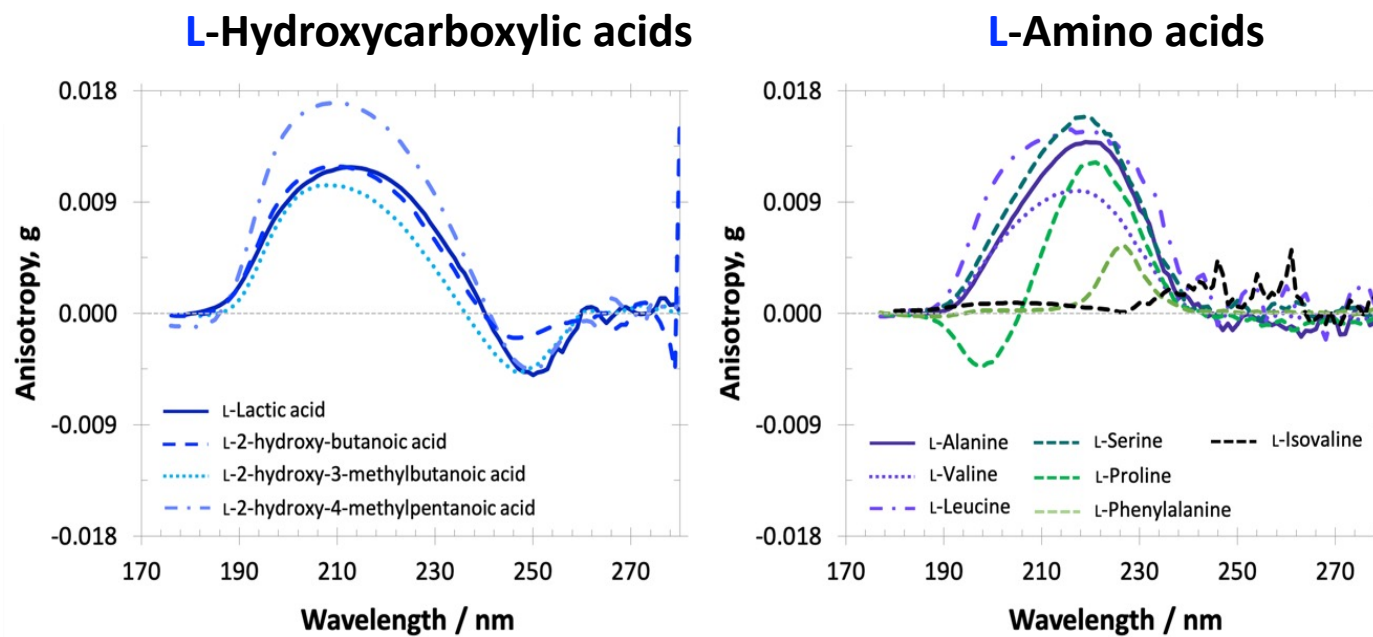 L-Hydroxycarboxylic acids
0.018
0.009
0.000
-0.009
-0.018
Anisotropy, g
L-Lactic acid
L-2-hydroxy-butanoic acid
L-2-hydroxy-3-methylbutanoic acid
L-2-hydroxy-4-methylpentanoic acid
170 190 210 230 250 270
Wavelength / nm
L-Amino acids
0.018
0.009
0.000
-0.009
-0.018
Anisotropy, g
L-Alanine L-Serine L-Isovaline
L-Valine L-Proline
L-Leucine L-Phenylalanine
170 190 210 230 250 270
Wavelength / nm